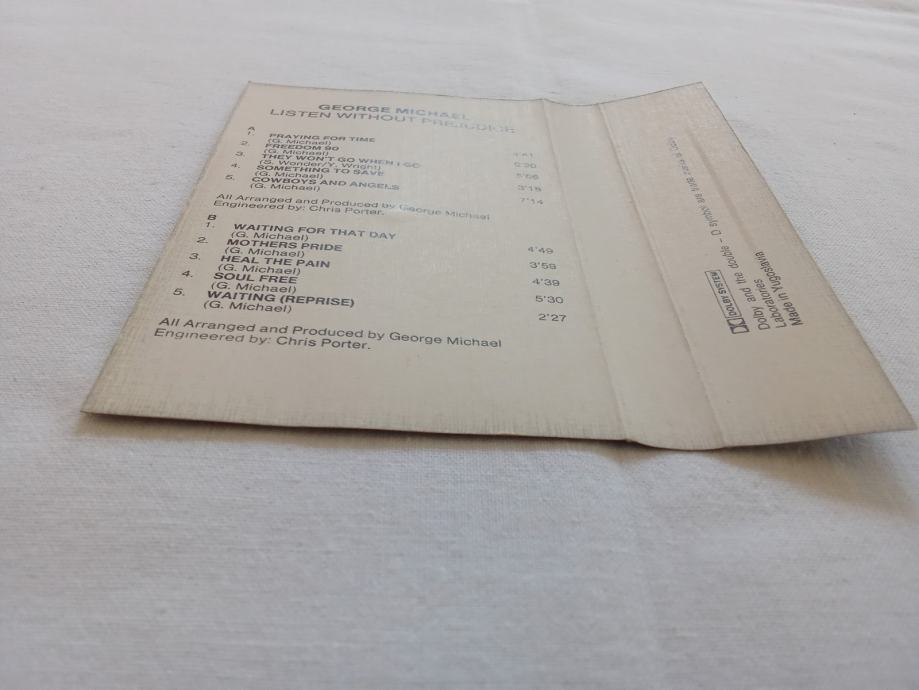 GEORGE MICHAEL
LISTEN WITHOUT PREJUDICE
A
1. PRAYING FOR TIME
(G. Michael)
2. FREEDOM 90
(G. Michael)
3. THEY WON'T GO WHEN I GO
(S. Wonder/Y. Wright)
4. SOMETHING TO SAVE
(G. Michael) 3'18
5. COWBOYS AND ANGELS
(G. Michael) 7'14
All Arranged and Produced by George Michael
Engineered by: Chris Porter.
B
1. WAITING FOR THAT DAY
(G. Michael) 4'49
2. MOTHERS PRIDE
(G. Michael) 3'59
3. HEAL THE PAIN
(G. Michael) 4'39
4. SOUL FREE
(G. Michael) 5'30
5. WAITING (REPRISE)
(G. Michael) 2'27
All Arranged and Produced by George Michael
Engineered by: Chris Porter.
DOLBY SYSTEM
Dolby and the double - D symbol are trade marks of Dolby
Laboratories
Made in Yugoslavia